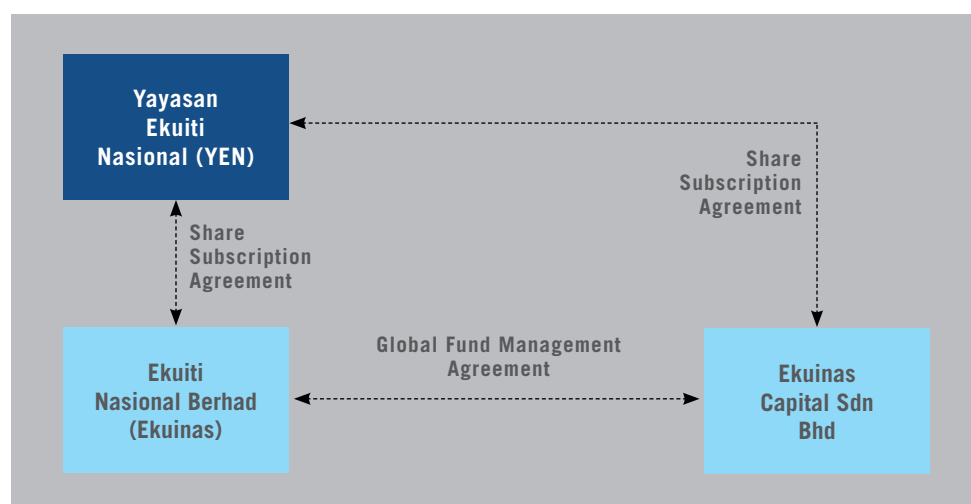 Yayasan
Ekuiti
Nasional (YEN)
Share
Subscription
Agreement
Share
Subscription
Agreement
Global Fund Management
Agreement
Ekuiti
Nasional Berhad
(Ekuinas)
Ekuinas
Capital Sdn
Bhd